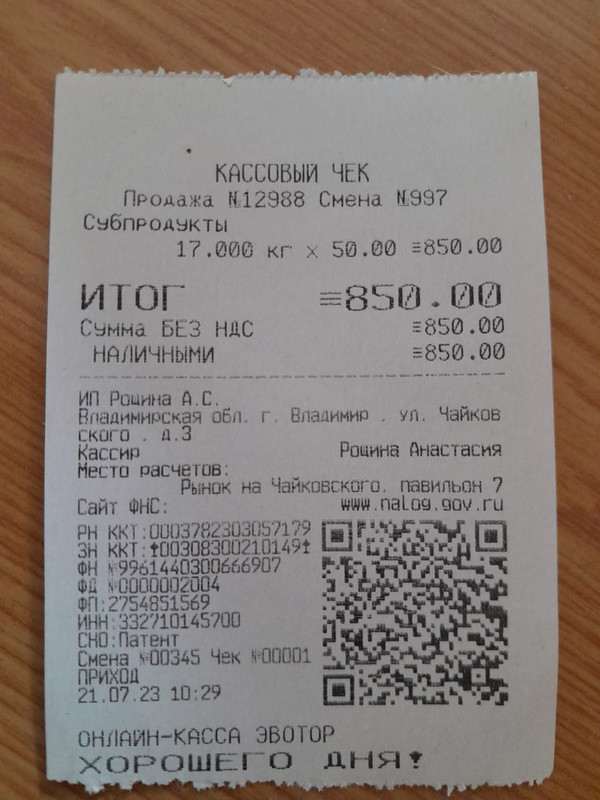 КАССОВЫЙ ЧЕК
Продажа №12988 Смена №997
Субпродукты
17.000 кг x 50.00 ≡850.00
ИТОГ ≡850.00
Сумма БЕЗ НДС ≡850.00
НАЛИЧНЫМИ ≡850.00
ИП Рощина А.С.
Владимирская обл. г. Владимир . ул. Чайков
ского . д.3
Кассир Рощина Анастасия
Место расчетов:
Рынок на Чайковского. павильон 7
Сайт ФНС: www.nalog.gov.ru
РН ККТ:0003782303057179
ЗН ККТ:↑00308300210149↑
ФН №9961440300666907
ФД №0000002004
ФП:2754851569
ИНН:332710145700
СНО:Патент
Смена №00345 Чек №00001
ПРИХОД
21.07.23 10:29
ОНЛАЙН-КАССА ЭВОТОР
ХОРОШЕГО ДНЯ!